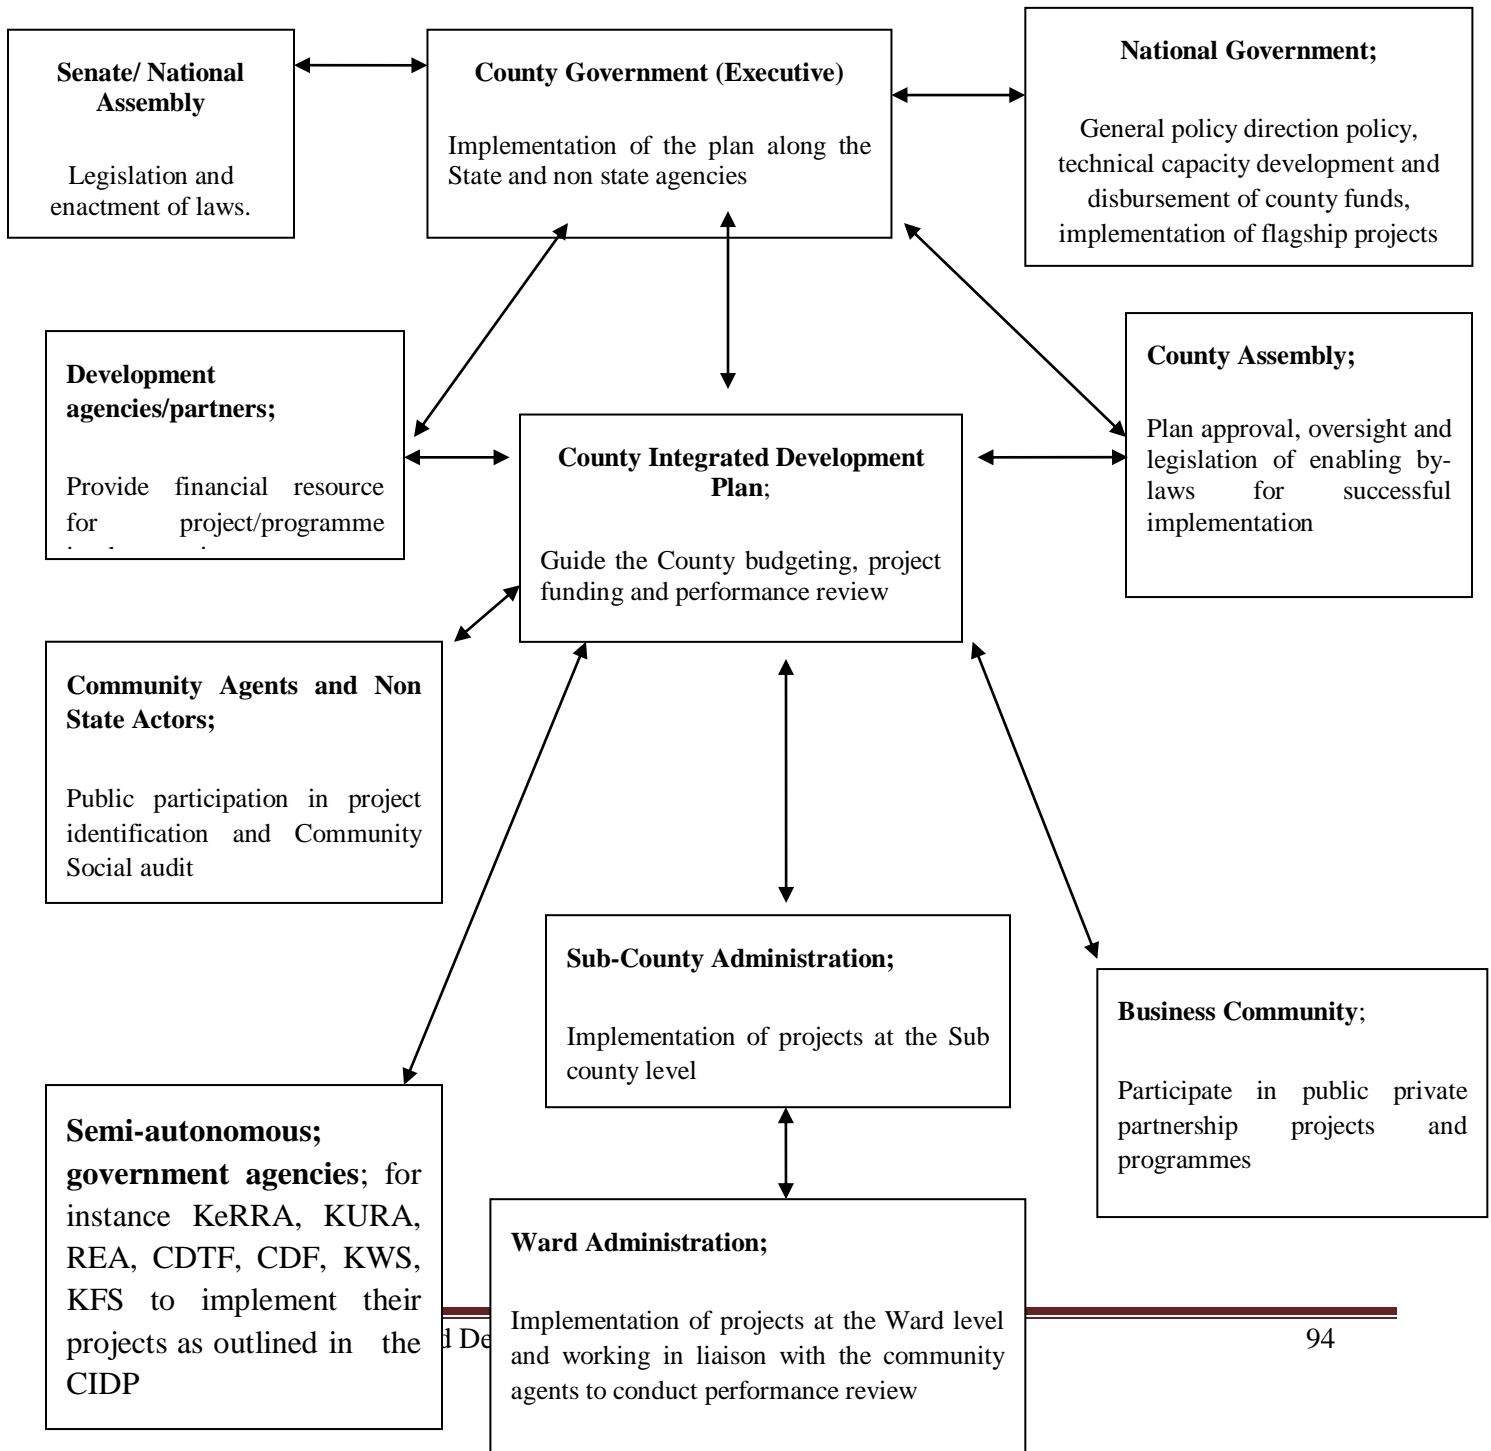 Senate/ National
Assembly
Legislation and
enactment of laws.
County Government (Executive)
Implementation of the plan along the
State and non state agencies
National Government;
General policy direction policy,
technical capacity development and
disbursement of county funds,
implementation of flagship projects
Development
agencies/partners;
Provide financial resource
for project/programme
County Integrated Development
Plan;
Guide the County budgeting, project
funding and performance review
County Assembly;
Plan approval, oversight and
legislation of enabling by-
laws for successful
implementation
Community Agents and Non
State Actors;
Public participation in project
identification and Community
Social audit
Sub-County Administration;
Implementation of projects at the Sub
county level
Business Community;
Participate in public private
partnership projects and
programmes
Semi-autonomous;
government agencies; for
instance KeRRA, KURA,
REA, CDTF, CDF, KWS,
KFS to implement their
projects as outlined in the
CIDP
Ward Administration;
Implementation of projects at the Ward level
and working in liaison with the community
agents to conduct performance review
d De
94